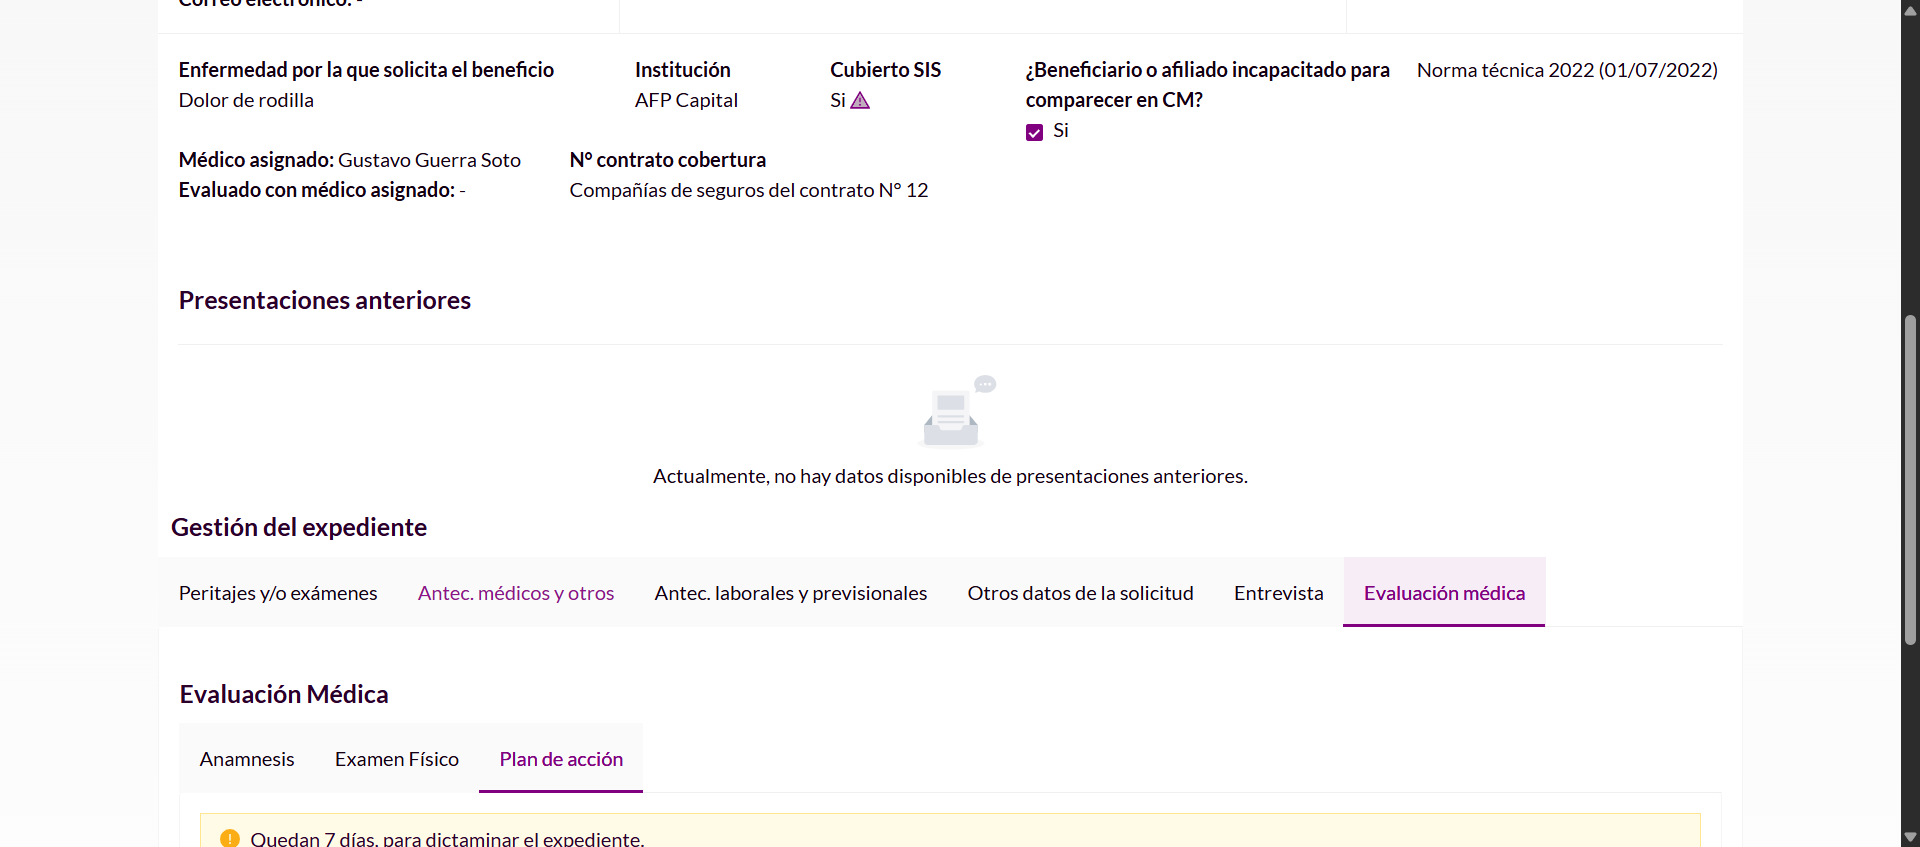 Correo electrónico: -
Enfermedad por la que solicita el beneficio
Dolor de rodilla
Institución
AFP Capital
Cubierto SIS
Si
¿Beneficiario o afiliado incapacitado para
comparecer en CM?
Si
Norma técnica 2022 (01/07/2022)
Médico asignado: Gustavo Guerra Soto
Evaluado con médico asignado: -
N° contrato cobertura
Compañías de seguros del contrato N° 12
Presentaciones anteriores
Actualmente, no hay datos disponibles de presentaciones anteriores.
Gestión del expediente
Peritajes y/o exámenes
Antec. médicos y otros
Antec. laborales y previsionales
Otros datos de la solicitud
Entrevista
Evaluación médica
Evaluación Médica
Anamnesis
Examen Físico
Plan de acción
Quedan 7 días, para dictaminar el expediente.